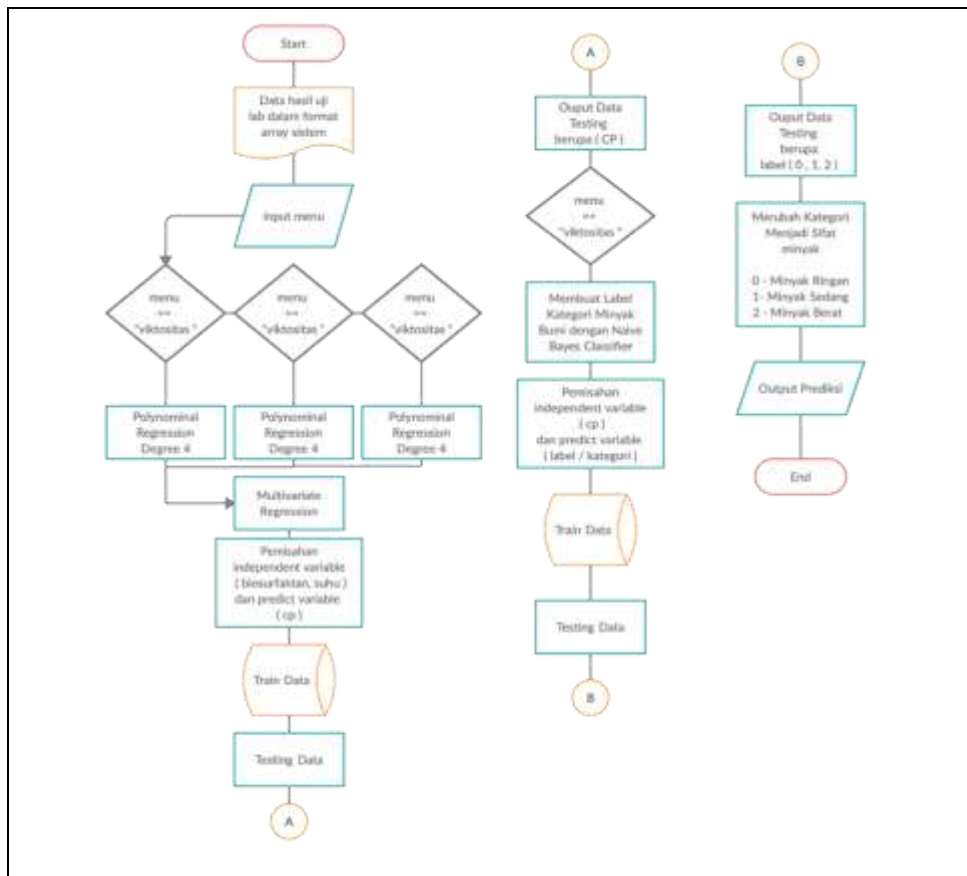 Start
Data hasil uji
lab dalam format
array sistem
Input menu
menu
==
"viktositas "
menu
==
"viktositas "
menu
==
"viktositas "
Polynominal
Regression
Degree 4
Polynominal
Regression
Degree 4
Polynominal
Regression
Degree 4
Multivariate
Regression
Pemisahan
independent variable
( biosurfaktan, suhu )
dan predict variable
( cp )
Train Data
Testing Data
A
A
Ouput Data
Testing
berupa ( CP )
menu
==
"viktositas "
Membuat Label
Kategori Minyak
Bumi dengan Naive
Bayes Classifier
Pemisahan
independent variable
( cp )
dan predict variable
( label / kategori )
Train Data
Testing Data
B
B
Ouput Data
Testing
berupa
label ( 0 , 1, 2 )
Merubah Kategori
Menjadi Sifat
minyak
0 - Minyak Ringan
1- Minyak Sedang
2 - Minyak Berat
Output Prediksi
End